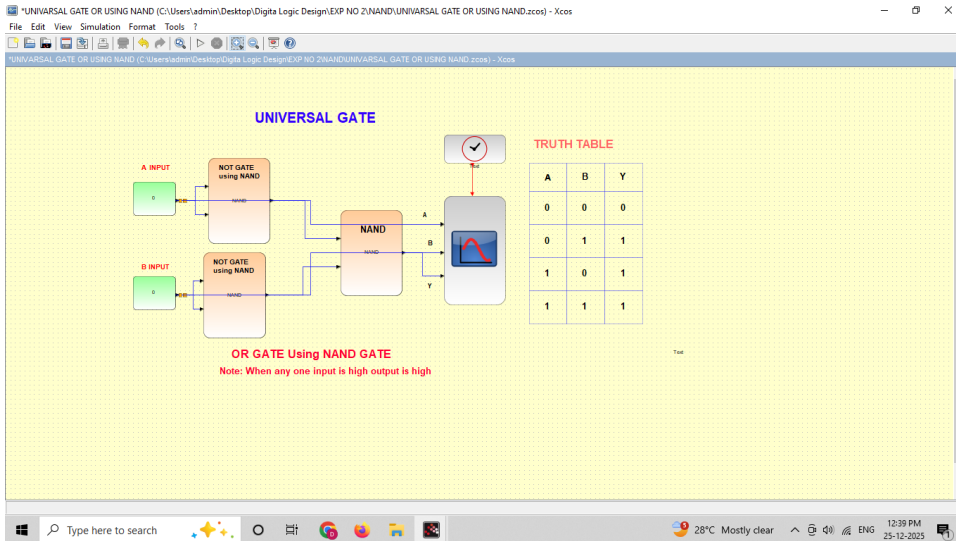 *UNIVARSAL GATE OR USING NAND (C:\Users\admin\Desktop\Digita Logic Design\EXP NO 2\NAND\UNIVARSAL GATE OR USING NAND.zcos) - Xcos
File Edit View Simulation Format Tools ?
*UNIVARSAL GATE OR USING NAND (C:\Users\admin\Desktop\Digita Logic Design\EXP NO 2\NAND\UNIVARSAL GATE OR USING NAND.zcos) - Xcos
UNIVERSAL GATE
A INPUT
0
NOT GATE
using NAND
NAND
B INPUT
0
NOT GATE
using NAND
NAND
NAND
NAND
A
B
Y
Text
TRUTH TABLE
A B Y
0 0 0
0 1 1
1 0 1
1 1 1
Text
OR GATE Using NAND GATE
Note: When any one input is high output is high
Type here to search
28°C Mostly clear
ENG
12:39 PM
25-12-2025
1